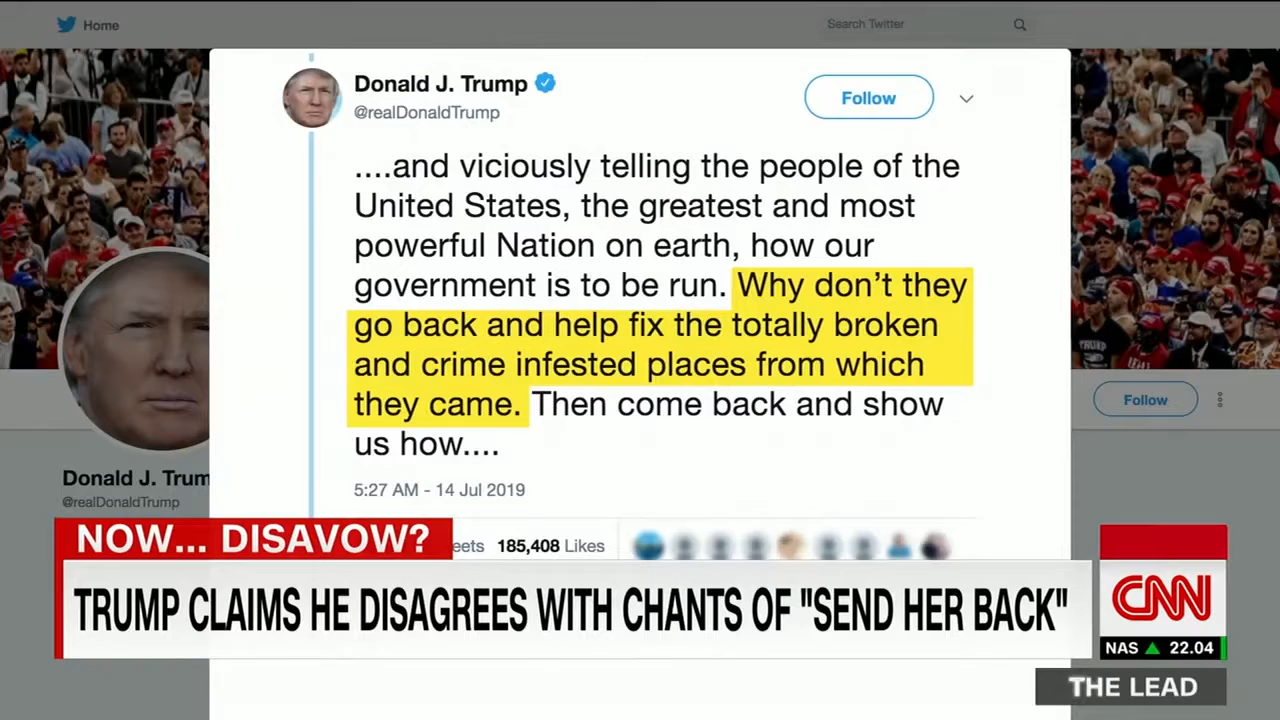 Home
Search Twitter
Donald J. Trump
@realDonaldTrump
Follow
....and viciously telling the people of the
United States, the greatest and most
powerful Nation on earth, how our
government is to be run. Why don’t they
go back and help fix the totally broken
and crime infested places from which
they came. Then come back and show
us how....
5:27 AM - 14 Jul 2019
eets 185,408 Likes
Follow
Donald J. Trum
@realDonaldTrump
NOW... DISAVOW?
TRUMP CLAIMS HE DISAGREES WITH CHANTS OF "SEND HER BACK"
CNN
NAS ▲ 22.04
THE LEAD